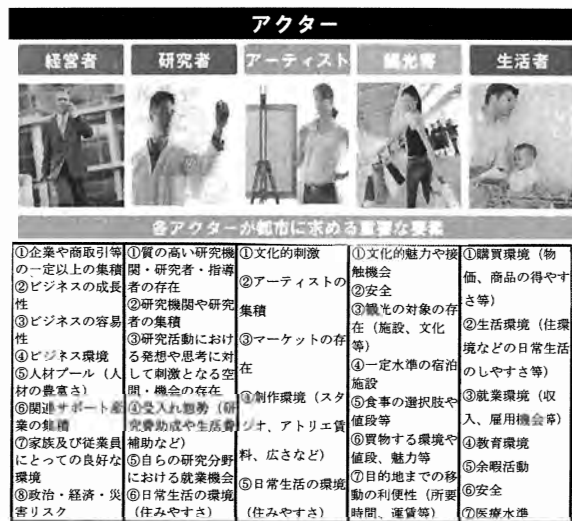 アクター
経営者
研究者
アーティスト
観光客
生活者
各アクターが都市に求める重要な要素
①企業や商取引等
の一定以上の集積
②ビジネスの成長
性
③ビジネスの容易
性
④ビジネス環境
⑤人材プール（人
材の豊富さ）
⑥関連サポート産
業の集積
⑦家族及び従業員
にとっての良好な
環境
⑧政治・経済・災
害リスク
①質の高い研究機
関・研究者・指導
者の存在
②研究機関や研究
者の集積
③研究活動におけ
る発想や思考に対
して刺激となる空
間・機会の存在
④受入れ態勢（研
究費助成や生活費
補助など）
⑤自らの研究分野
における就業機会
⑥日常生活の環境
（住みやすさ）
①文化的刺激
②アーティストの
集積
③マーケットの存
在
④創作環境（スタ
ジオ、アトリエ賃
料、広さなど）
⑤日常生活の環境
（住みやすさ）
①文化的魅力や接
触機会
②安全
③観光の対象の存
在（施設、文化
等）
④一定水準の宿泊
施設
⑤食事の選択肢や
値段等
⑥買物する環境や
値段、魅力等
⑦目的地までの移
動の利便性（所要
時間、運賃等）
①購買環境（物
価、商品の得やす
さ等）
②生活環境（住環
境などの日常生活
のしやすさ等）
③就業環境（収
入、雇用機会等）
④教育環境
⑤余暇活動
⑥安全
⑦医療水準